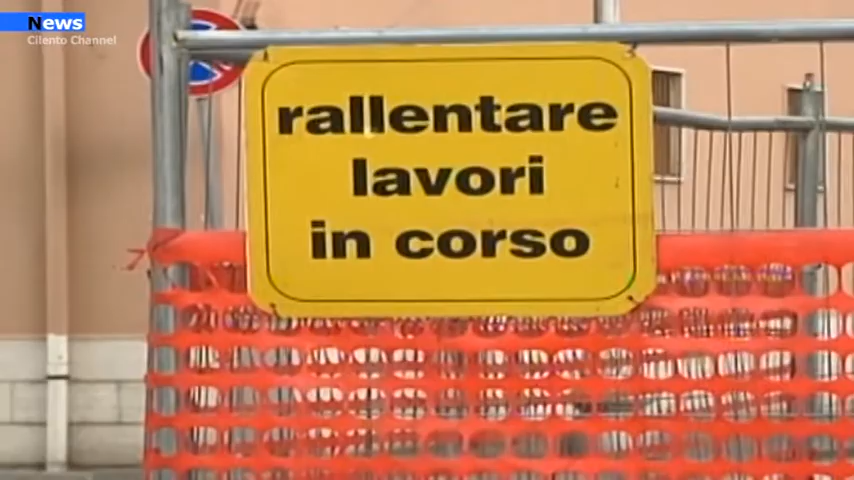 News
Cilento Channel
rallentare
lavori
in corso